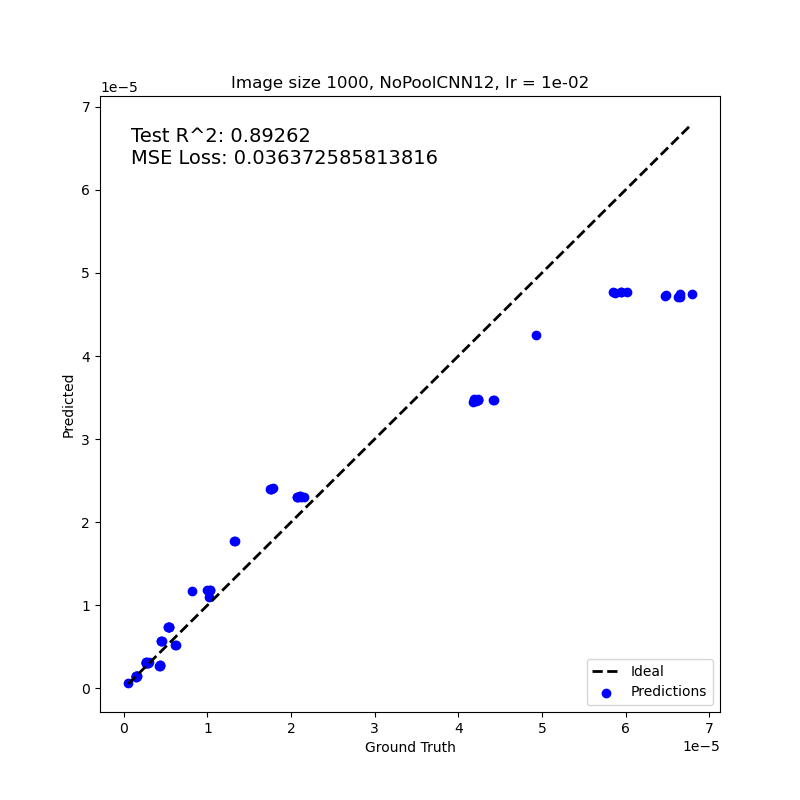 Image size 1000, NoPoolCNN12, lr = 1e-02
1e−5
7
6
5
4
3
2
1
0
Predicted
Test R^2: 0.89262
MSE Loss: 0.036372585813816
Ideal
Predictions
0 1 2 3 4 5 6 7
Ground Truth
1e−5